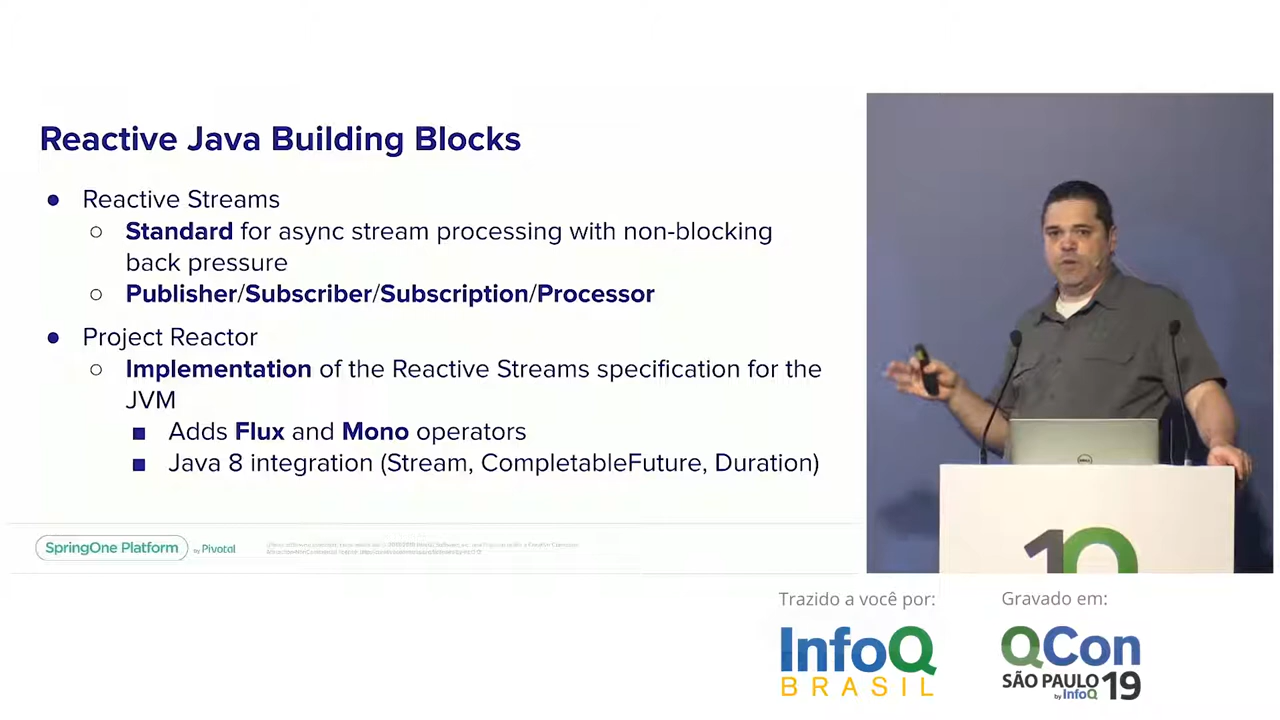 Reactive Java Building Blocks
● Reactive Streams
○ Standard for async stream processing with non-blocking
back pressure
○ Publisher/Subscriber/Subscription/Processor
● Project Reactor
○ Implementation of the Reactive Streams specification for the
JVM
■ Adds Flux and Mono operators
■ Java 8 integration (Stream, CompletableFuture, Duration)
SpringOne Platform by Pivotal
DELL
10
Trazido a você por:
InfoQ
BRASIL
Gravado em:
QCon
SÃO PAULO 19
by InfoQ